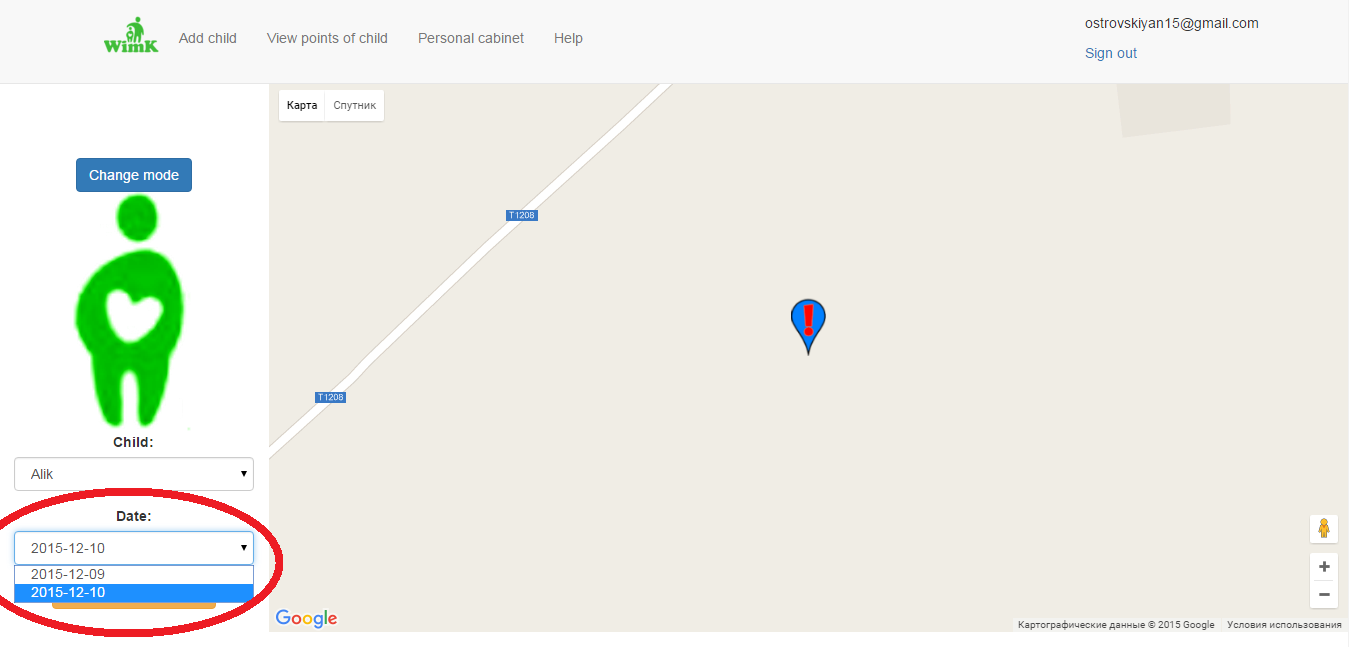 WimK
Add child
View points of child
Personal cabinet
Help
ostrovskiyan15@gmail.com
Sign out
Change mode
Child:
Alik
Date:
2015-12-10
2015-12-09
2015-12-10
Карта
Спутник
T1208
T1208
!
Google
Картографические данные © 2015 Google
Условия использования